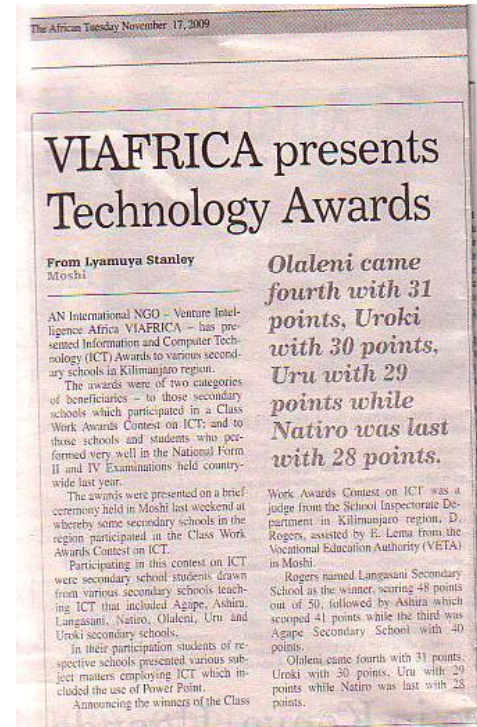 The African Tuesday November 17, 2009
VIAFRICA presents
Technology Awards
From Lyamuya Stanley
Moshi
AN International NGO – Venture Intel-
ligence Africa VIAFRICA – has pre-
sented Information and Computer Tech-
nology (ICT) Awards to various second-
ary schools in Kilimanjaro region.
The awards were of two categories
of beneficiaries – to those secondary
schools which participated in a Class
Work Awards Contest on ICT; and to
those schools and students who per-
formed very well in the National Form
II and IV Examinations held country-
wide last year.
The awards were presented on a brief
ceremony held in Moshi last weekend at
whereby some secondary schools in the
region participated in the Class Work
Awards Contest on ICT.
Participating in this contest on ICT
were secondary school students drawn
from various secondary schools teach-
ing ICT that included Agape, Ashira,
Langasani, Natiro, Olaleni, Uru and
Uroki secondary schools.
In their participation students of re-
spective schools presented various sub-
ject matters employing ICT which in-
cluded the use of Power Point.
Announcing the winners of the Class
Olaleni came
fourth with 31
points, Uroki
with 30 points,
Uru with 29
points while
Natiro was last
with 28 points.
Work Awards Contest on ICT was a
judge from the School Inspectorate De-
partment in Kilimanjaro region, D.
Rogers, assisted by E. Lema from the
Vocational Education Authority (VETA)
in Moshi.
Rogers named Langasani Secondary
School as the winner, scoring 48 points
out of 50, followed by Ashira which
scooped 41 points while the third was
Agape Secondary School with 40
points.
Olaleni came fourth with 31 points,
Uroki with 30 points, Uru with 29
points while Natiro was last with 28
points.